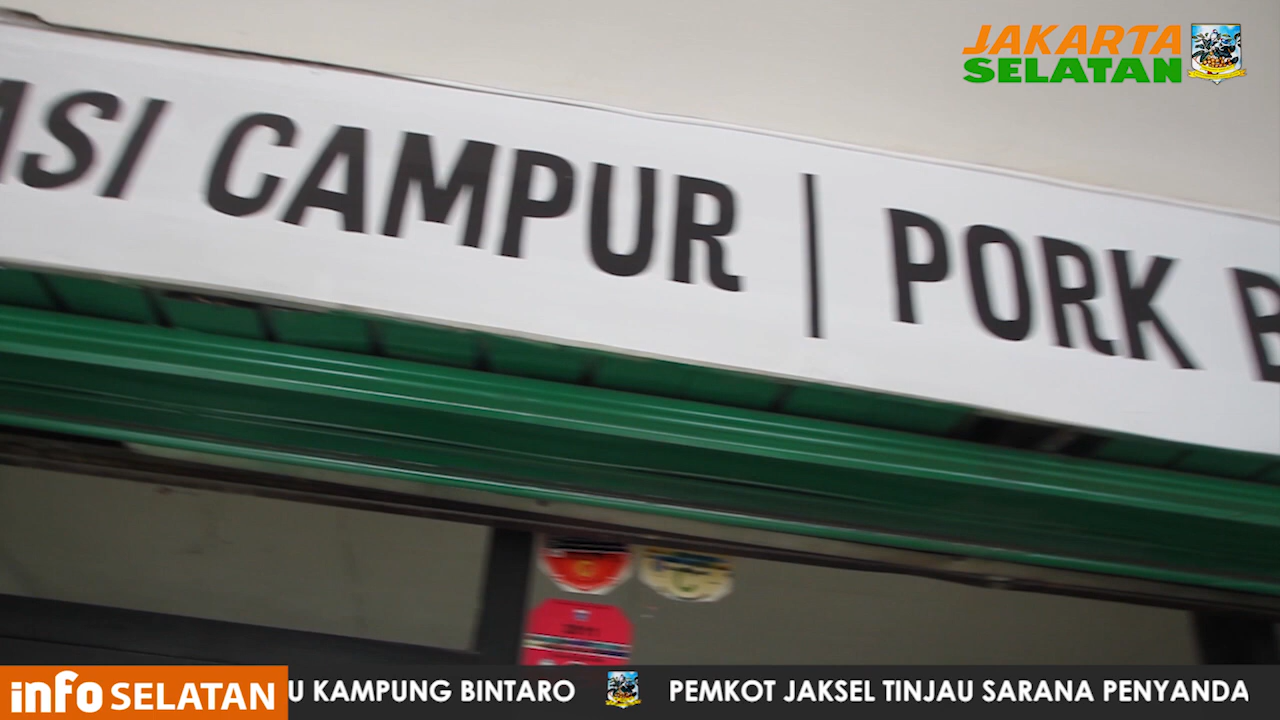 JAKARTA
SELATAN
ASI CAMPUR | PORK B
info SELATAN
U KAMPUNG BINTARO
PEMKOT JAKSEL TINJAU SARANA PENYANDA